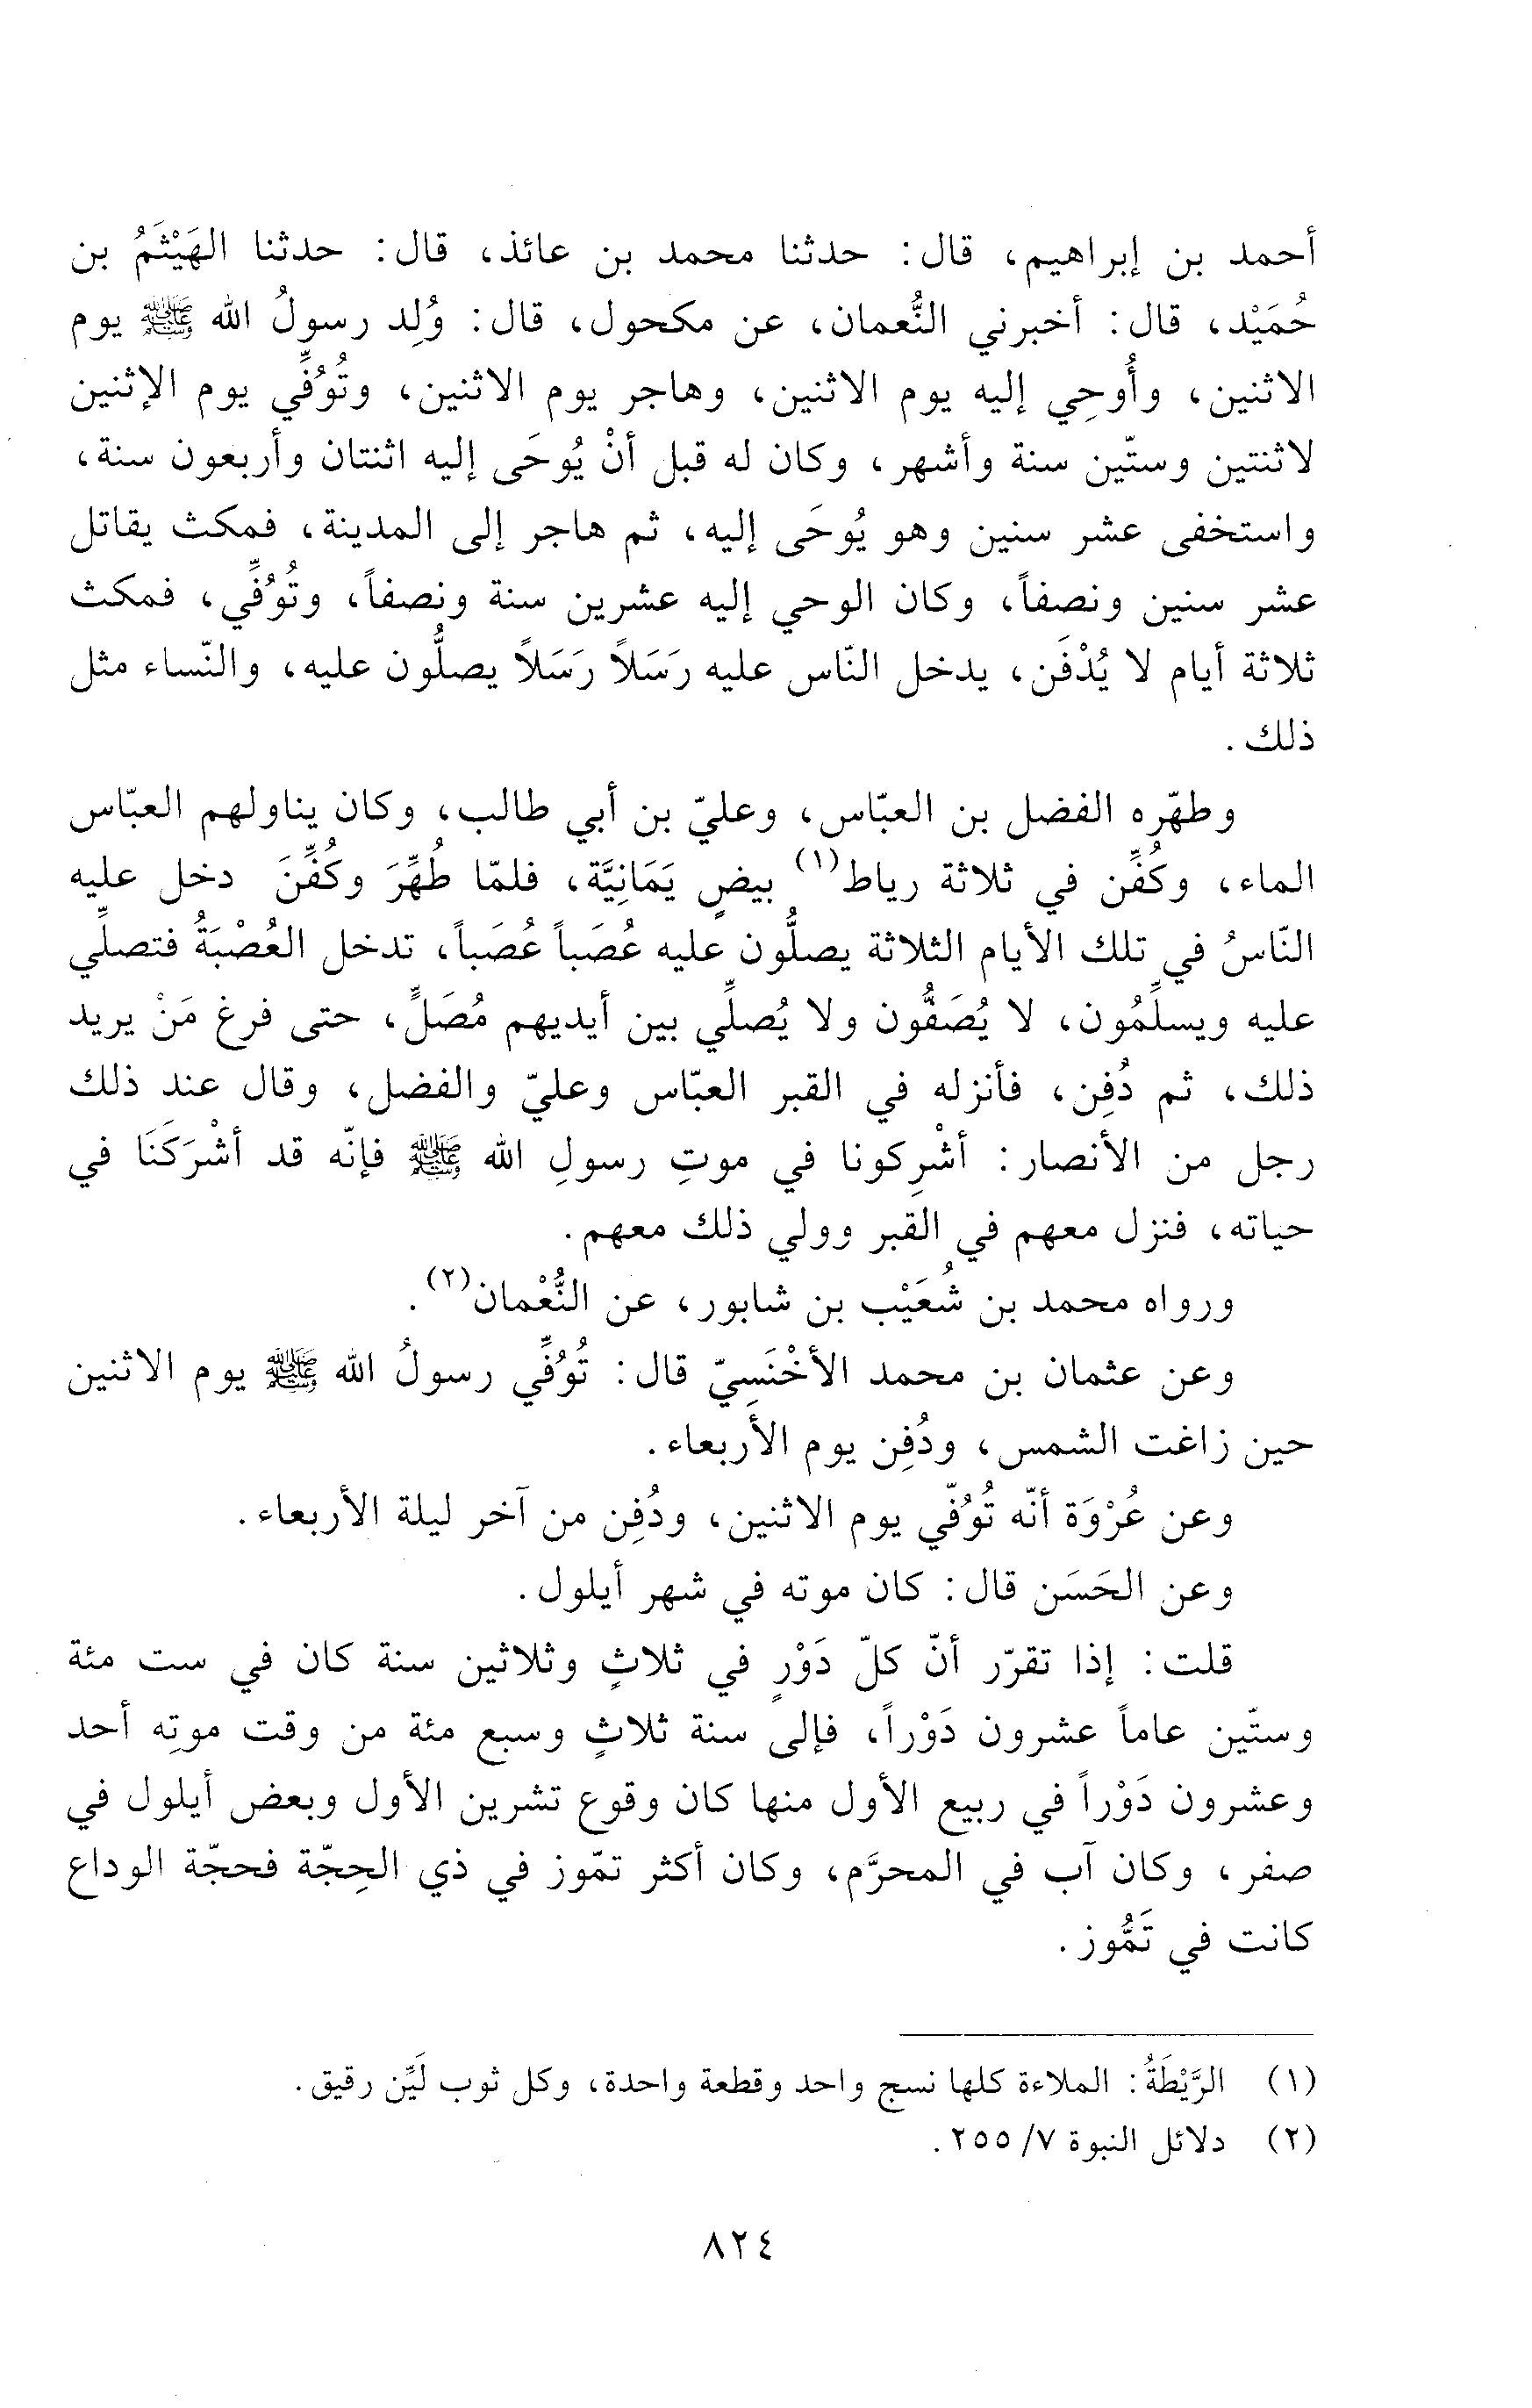 أحمد بن إبراهيم، قال: حدثنا محمد بن عائذ، قال: حدثنا الهَيْثَمُ بن
حُمَيْد، قال: أخبرني النُّعمان، عن مكحول، قال: وُلِد رسولُ الله ﷺ يوم
الاثنين، وأُوحِي إليه يوم الاثنين، وهاجر يوم الاثنين، وتُوُفِّي يوم الإثنين
لاثنتين وستّين سنة وأشهر، وكان له قبل أنْ يُوحَى إليه اثنتان وأربعون سنة،
واستخفى عشر سنين وهو يُوحَى إليه، ثم هاجر إلى المدينة، فمكث يقاتل
عشر سنين ونصفاً، وكان الوحي إليه عشرين سنة ونصفاً، وتُوُفِّي، فمكث
ثلاثة أيام لا يُدْفَن، يدخل النّاس عليه رَسَلاً رَسَلاً يصلُّون عليه، والنّساء مثل
ذلك.
وطهّره الفضل بن العبّاس، وعليّ بن أبي طالب، وكان يناولهم العبّاس
الماء، وكُفِّن في ثلاثة رياط(١) بيضٍ يَمَانِيَّة، فلمّا طُهِّرَ وكُفِّنَ دخل عليه
النّاسُ في تلك الأيام الثلاثة يصلُّون عليه عُصَباً عُصَباً، تدخل العُصْبَةُ فتصلِّي
عليه ويسلِّمُون، لا يُصَفُّون ولا يُصلِّي بين أيديهم مُصَلٍّ، حتى فرغ مَنْ يريد
ذلك، ثم دُفِن، فأنزله في القبر العبّاس وعليّ والفضل، وقال عند ذلك
رجل من الأنصار: أشْرِكونا في موتِ رسولِ الله ﷺ فإنّه قد أشْرَكَنَا في
حياته، فنزل معهم في القبر وولي ذلك معهم.
ورواه محمد بن شُعَيْب بن شابور، عن النُّعْمان(٢).
وعن عثمان بن محمد الأخْنَسِيّ قال: تُوُفِّي رسولُ الله ﷺ يوم الاثنين
حين زاغت الشمس، ودُفِن يوم الأربعاء.
وعن عُرْوَة أنّه تُوُفّي يوم الاثنين، ودُفِن من آخر ليلة الأربعاء.
وعن الحَسَن قال: كان موته في شهر أيلول.
قلت: إذا تقرّر أنّ كلّ دَوْرٍ في ثلاثٍ وثلاثين سنة كان في ست مئة
وستّين عاماً عشرون دَوْراً، فإلى سنة ثلاثٍ وسبع مئة من وقت موتِه أحد
وعشرون دَوْراً في ربيع الأول منها كان وقوع تشرين الأول وبعض أيلول في
صفر، وكان آب في المحرَّم، وكان أكثر تمّوز في ذي الحِجّة فحجّة الوداع
كانت في تَمُّوز.
(١) الرَّيْطَةُ: الملاءة كلها نسج واحد وقطعة واحدة، وكل ثوب لَيِّن رقيق.
(٢) دلائل النبوة ٧/ ٢٥٥.
٨٢٤